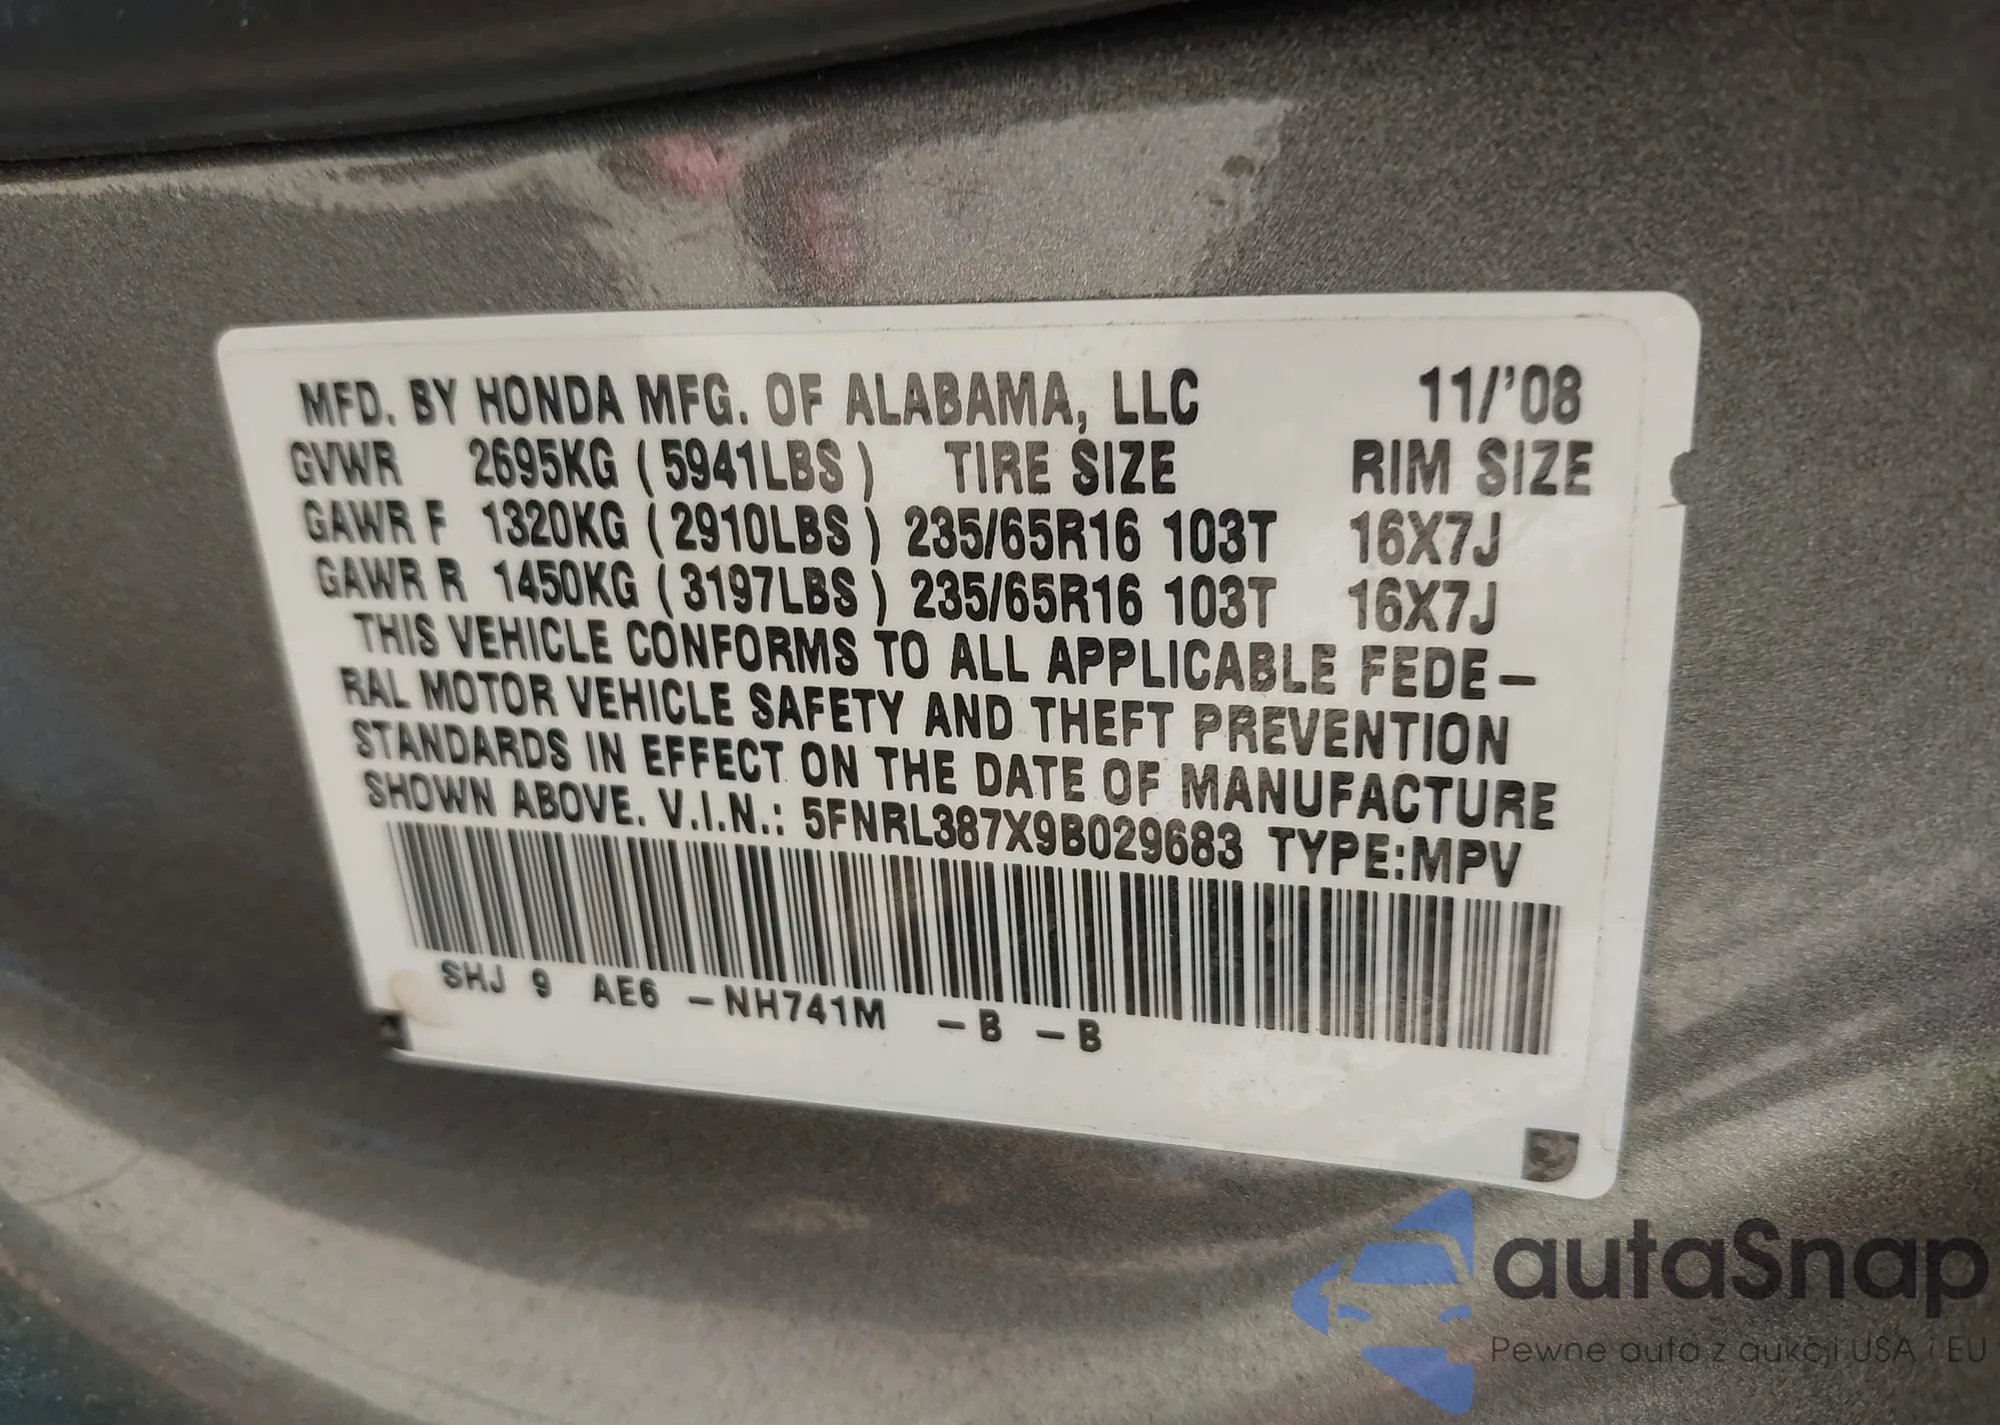 MFD. BY HONDA MFG. OF ALABAMA, LLC 11/'08
GVWR 2695KG (5941LBS) TIRE SIZE RIM SIZE
GAWR F 1320KG (2910LBS) 235/65R16 103T 16X7J
GAWR R 1450KG (3197LBS) 235/65R16 103T 16X7J
THIS VEHICLE CONFORMS TO ALL APPLICABLE FEDE-
RAL MOTOR VEHICLE SAFETY AND THEFT PREVENTION
STANDARDS IN EFFECT ON THE DATE OF MANUFACTURE
SHOWN ABOVE. V.I.N.: 5FNRL387X9B029683 TYPE:MPV
SHJ 9 AE6 -NH741M -B -B
autaSnap
Pewne auto z aukcji USA i EU